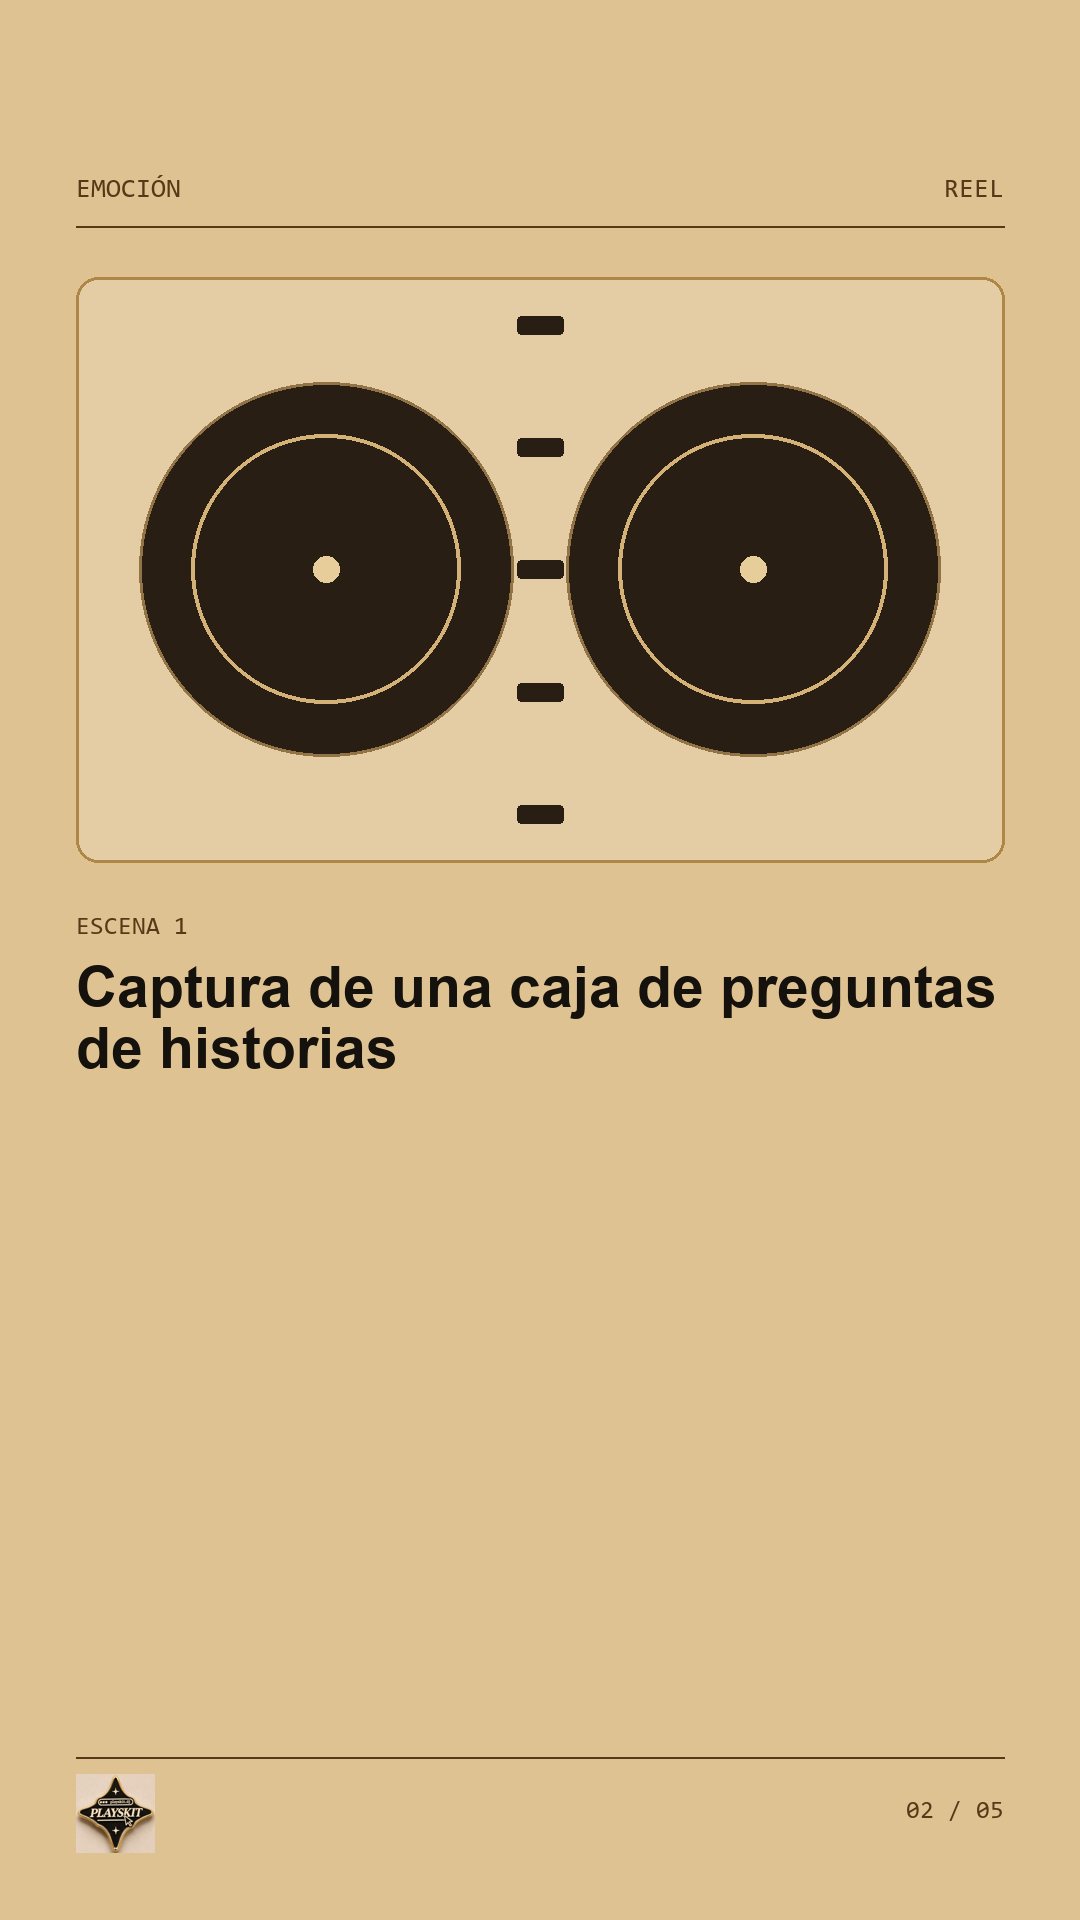 EMOCIÓN
REEL
ESCENA 1
Captura de una caja de preguntas
de historias
PLAYSKIT
02 / 05